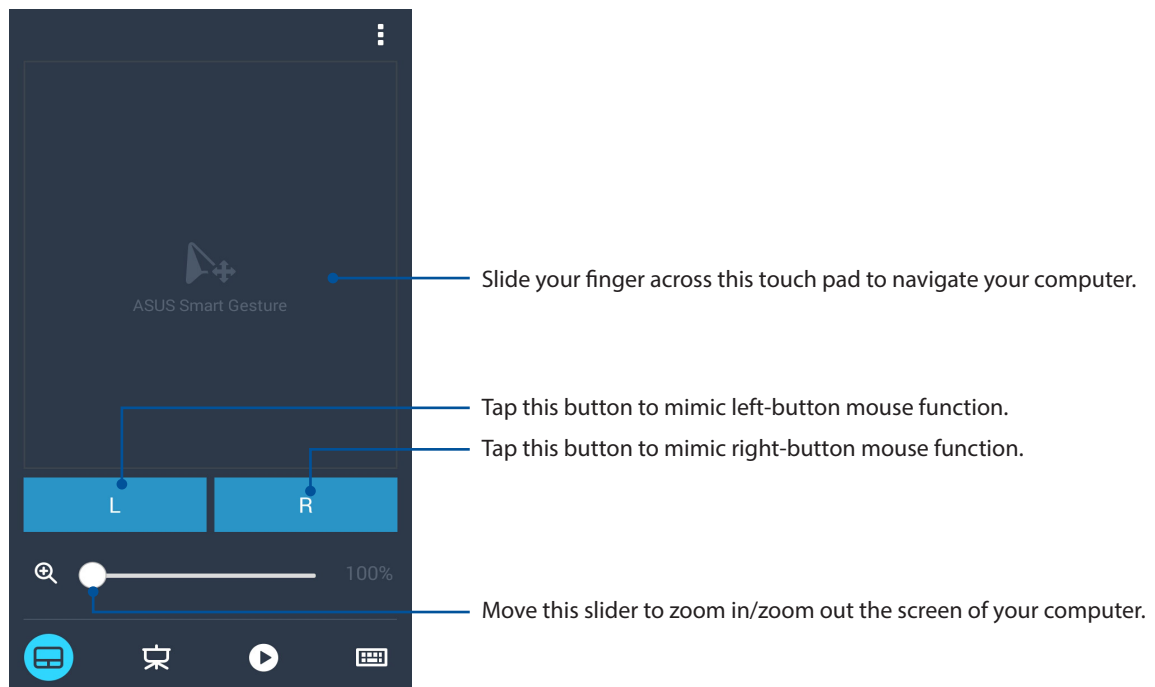 Slide your finger across this touch pad to navigate your computer.
ASUS Smart Gesture
Tap this button to mimic left-button mouse function.
Tap this button to mimic right-button mouse function.
L
R
100%
Move this slider to zoom in/zoom out the screen of your computer.